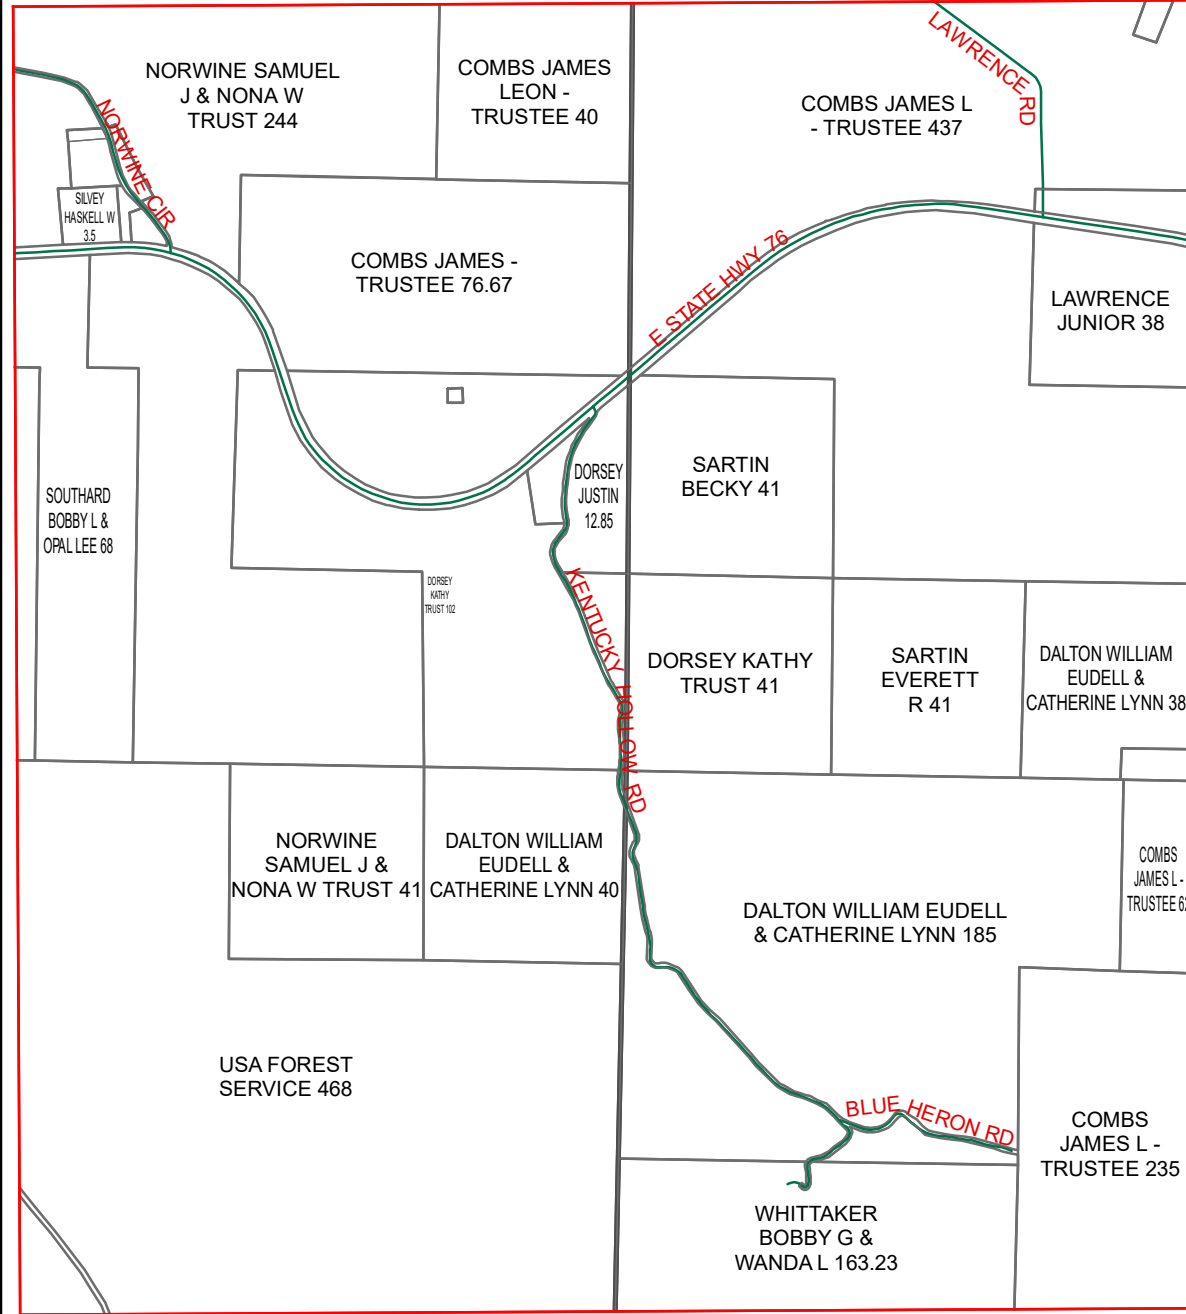 LAWRENCE RD
NORWINE SAMUEL
J & NONA W
TRUST 244
COMBS JAMES
LEON -
TRUSTEE 40
COMBS JAMES L
- TRUSTEE 437
NORWINE CIR
SILVEY
HASKELL W
3.5
COMBS JAMES -
TRUSTEE 76.67
E STATE HWY 76
LAWRENCE
JUNIOR 38
SOUTHARD
BOBBY L &
OPAL LEE 68
DORSEY
JUSTIN
12.85
SARTIN
BECKY 41
DORSEY
KATHY
TRUST 102
KENTUCKY HOLLOW RD
DORSEY KATHY
TRUST 41
SARTIN
EVERETT
R 41
DALTON WILLIAM
EUDELL &
CATHERINE LYNN 38
NORWINE
SAMUEL J &
NONA W TRUST 41
DALTON WILLIAM
EUDELL &
CATHERINE LYNN 40
DALTON WILLIAM EUDELL
& CATHERINE LYNN 185
COMBS
JAMES L -
TRUSTEE 62
USA FOREST
SERVICE 468
BLUE HERON RD
COMBS
JAMES L -
TRUSTEE 235
WHITTAKER
BOBBY G &
WANDA L 163.23